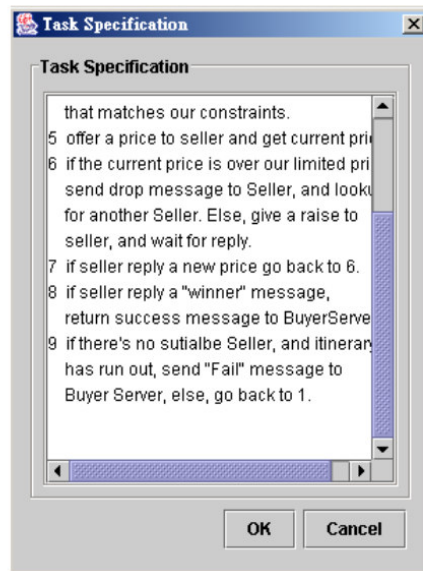 Task Specification
Task Specification
that matches our constraints.
5 offer a price to seller and get current pri
6 if the current price is over our limited pri
send drop message to Seller, and looku
for another Seller. Else, give a raise to
seller, and wait for reply.
7 if seller reply a new price go back to 6.
8 if seller reply a "winner" message,
return success message to BuyerServe
9 if there's no sutialbe Seller, and itinerary
has run out, send "Fail" message to
Buyer Server, else, go back to 1.
OK
Cancel